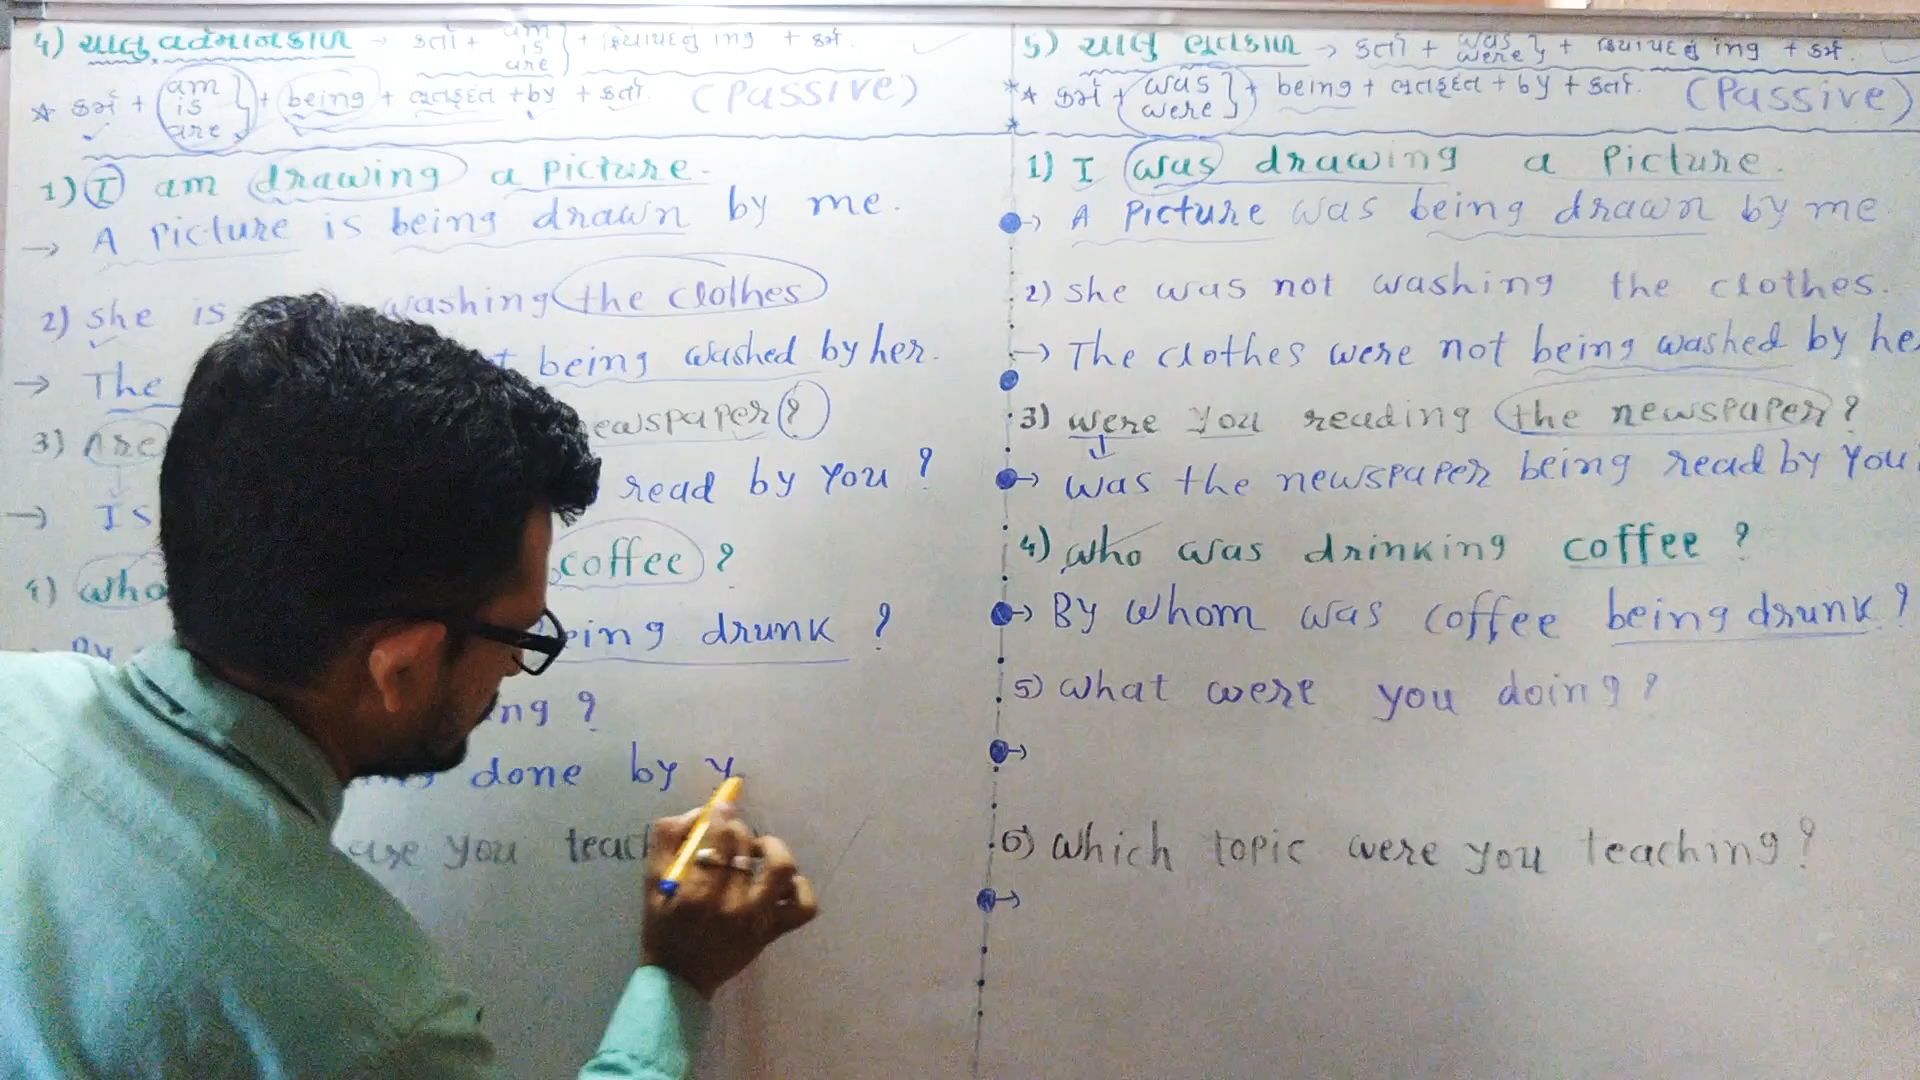 4) ચાલુ વર્તમાનકાળ → કર્તા + am is are } + ક્રિયાપદનું ing + કર્મ.
* કર્મ + (am is are) + being + ભૂતકૃદંત + by + કર્તા. (Passive)
1) I am drawing a picture.
→ A picture is being drawn by me.
2) she is washing the clothes
→ The being washed by her.
3) Are newspaper ?
→ Is read by you ?
4) who coffee ?
By being drunk ?
ng ?
done by y
are you teach
5) ચાલુ ભૂતકાળ → કર્તા + was were } + ક્રિયાપદનું ing + કર્મ.
** કર્મ + (was were) + being + ભૂતકૃદંત + by + કર્તા. (Passive)
1) I was drawing a picture.
→ A picture was being drawn by me
2) she was not washing the clothes.
→ The clothes were not being washed by he
3) were you reading the newspaper ?
→ was the newspaper being read by you
4) who was drinking coffee ?
→ By whom was coffee being drunk ?
5) what were you doing ?
→
6) which topic were you teaching ?
→